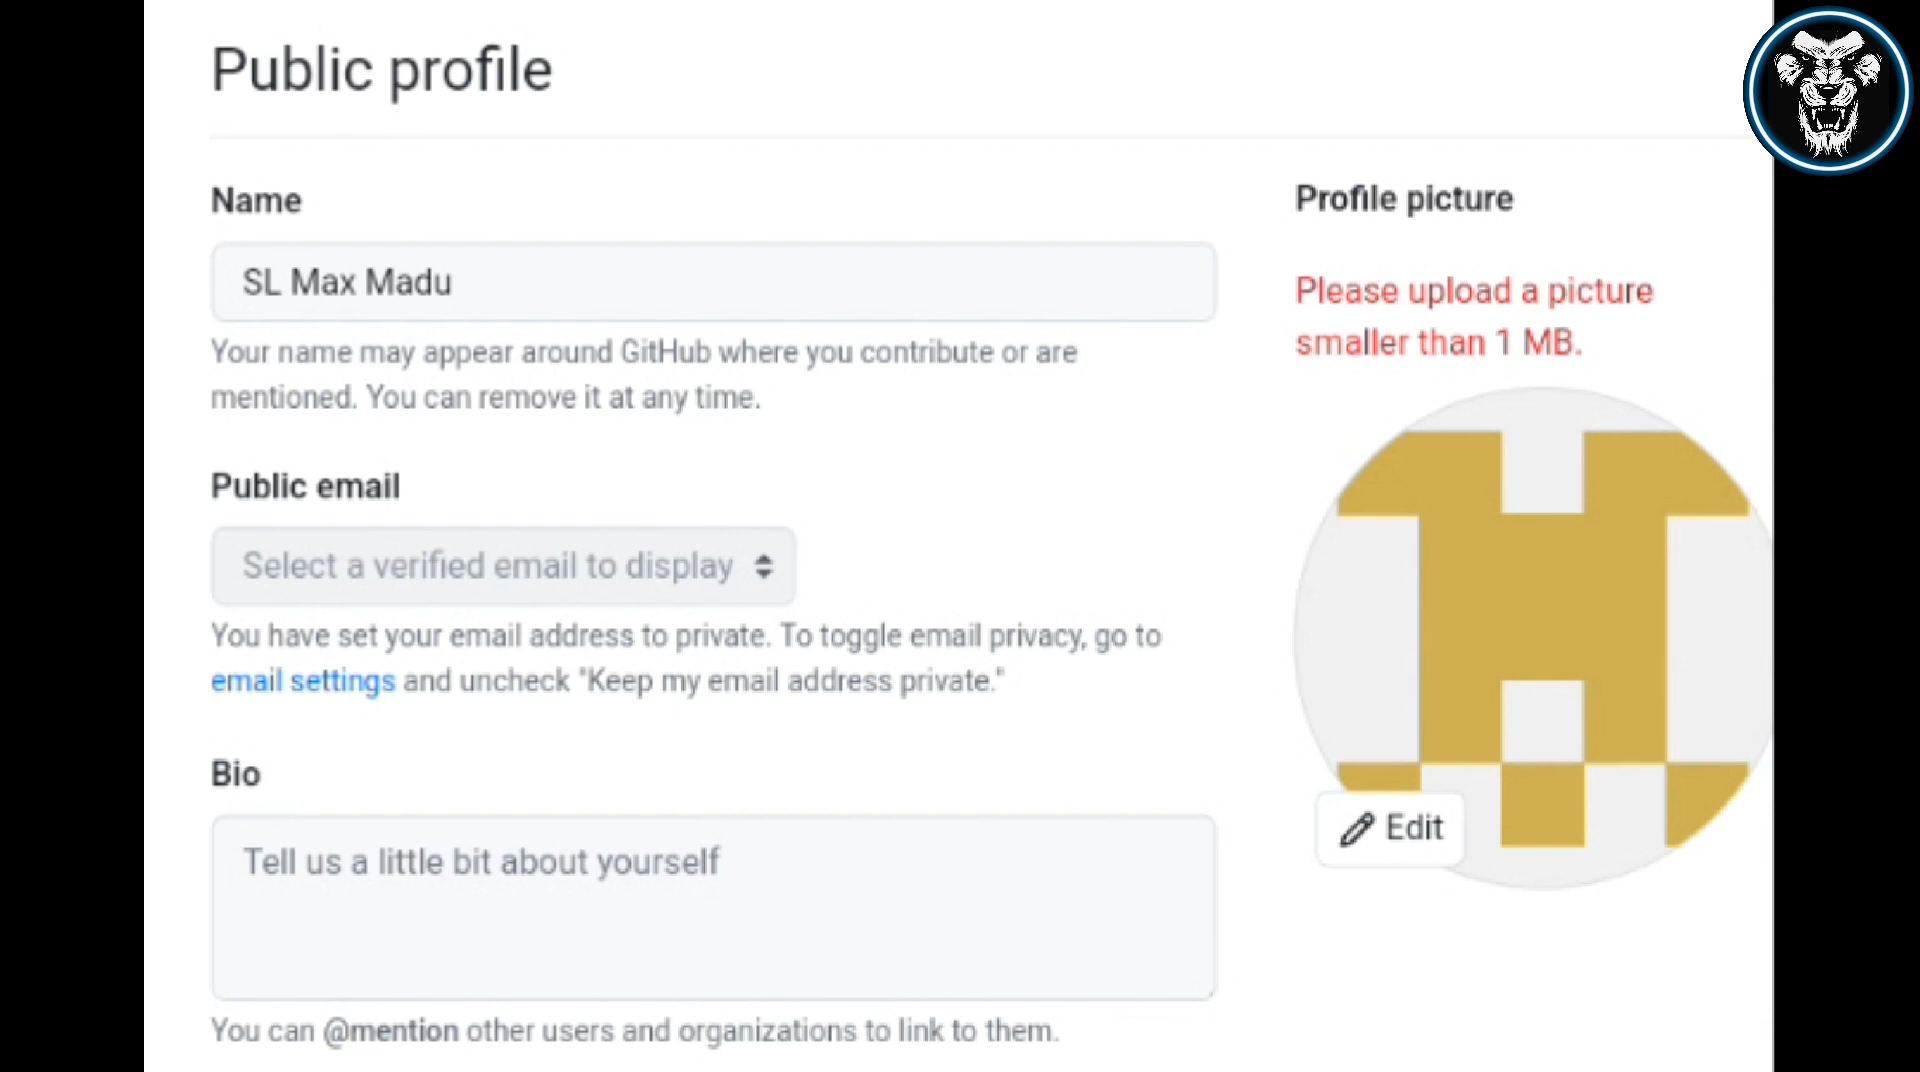 Public profile
Name
SL Max Madu
Your name may appear around GitHub where you contribute or are
mentioned. You can remove it at any time.
Public email
Select a verified email to display
You have set your email address to private. To toggle email privacy, go to
email settings and uncheck "Keep my email address private."
Bio
Tell us a little bit about yourself
You can @mention other users and organizations to link to them.
Profile picture
Please upload a picture
smaller than 1 MB.
Edit